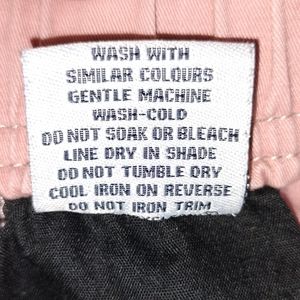 WASH WITH
SIMILAR COLOURS
GENTLE MACHINE
WASH-COLD
DO NOT SOAK OR BLEACH
LINE DRY IN SHADE
DO NOT TUMBLE DRY
COOL IRON ON REVERSE
DO NOT IRON TRIM